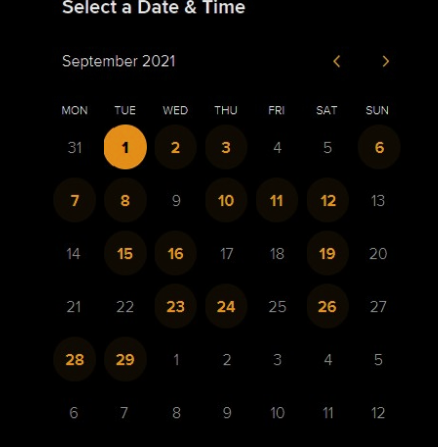 Select a Date & Time
September 2021
MON TUE WED THU FRI SAT SUN
31 1 2 3 4 5 6
7 8 9 10 11 12 13
14 15 16 17 18 19 20
21 22 23 24 25 26 27
28 29 1 2 3 4 5
6 7 8 9 10 11 12